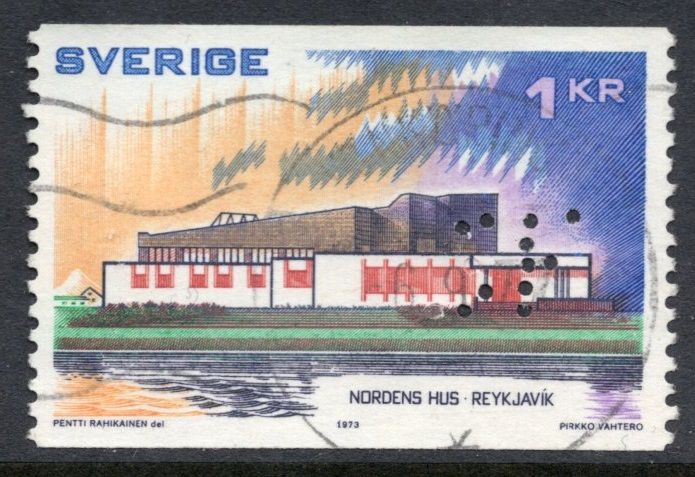 SVERIGE
1 KR
NORDENS HUS · REYKJAVÍK
PENTTI RAHIKAINEN del
1973
PIRKKO VAHTERO